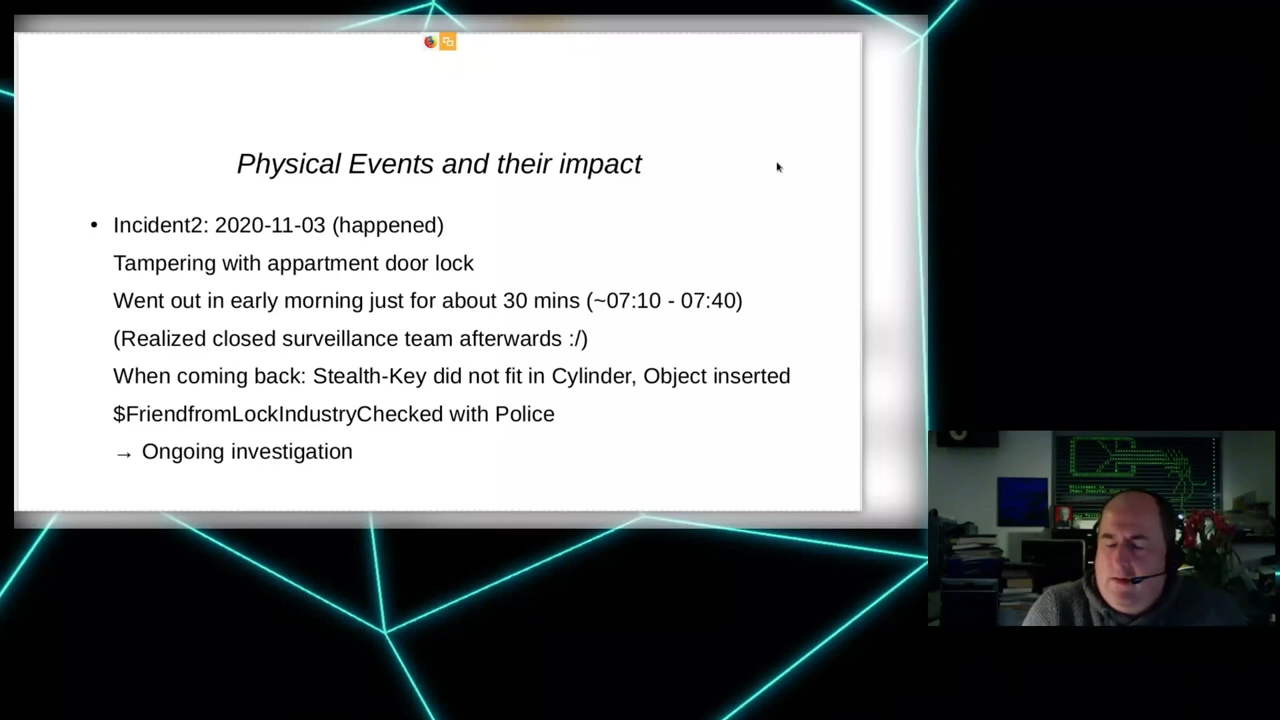 Physical Events and their impact
• Incident2: 2020-11-03 (happened)
Tampering with appartment door lock
Went out in early morning just for about 30 mins (~07:10 - 07:40)
(Realized closed surveillance team afterwards :/)
When coming back: Stealth-Key did not fit in Cylinder, Object inserted
$FriendfromLockIndustryChecked with Police
→ Ongoing investigation